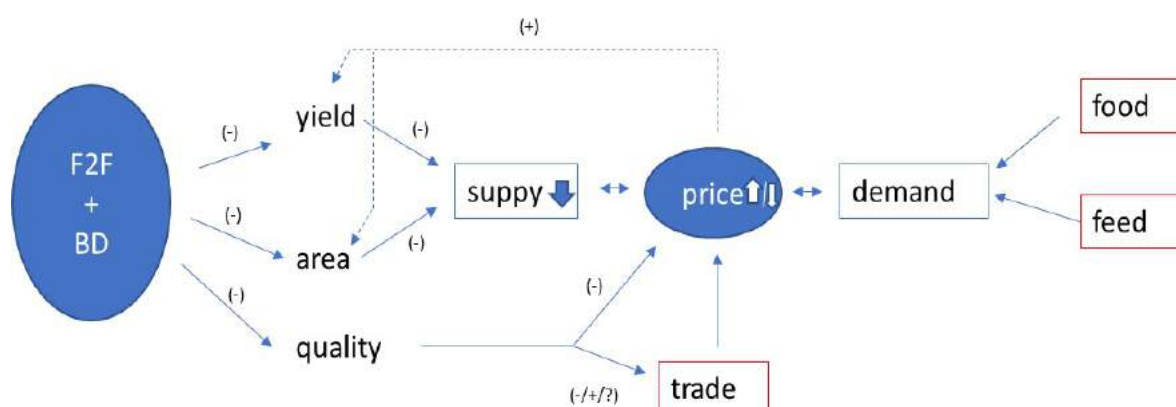 (+)
F2F
+
BD
(-)
yield
(-)
food
suppy
price
/
demand
(-)
area
(-)
feed
(-)
quality
(-)
(-/+/?)
trade